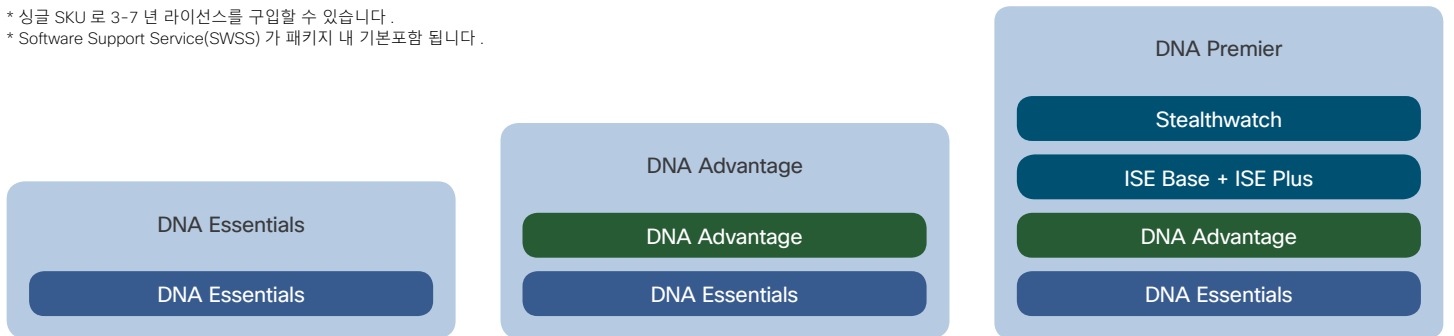 * 싱글 SKU 로 3-7 년 라이선스를 구입할 수 있습니다 .
* Software Support Service(SWSS) 가 패키지 내 기본포함 됩니다 .
DNA Essentials
DNA Essentials
DNA Advantage
DNA Advantage
DNA Essentials
DNA Premier
Stealthwatch
ISE Base + ISE Plus
DNA Advantage
DNA Essentials